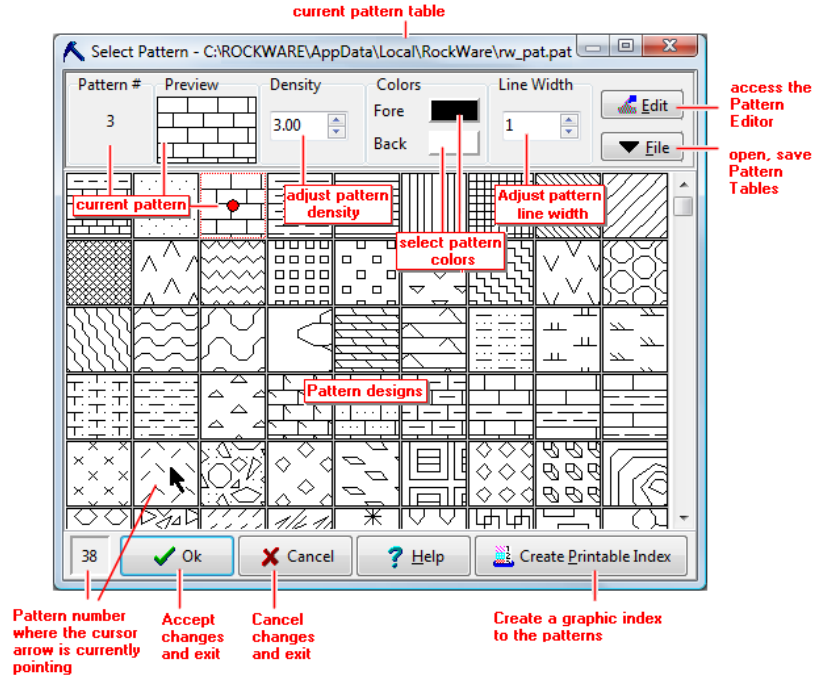 current pattern table
Select Pattern - C:\ROCKWARE\AppData\Local\RockWare\rw_pat.pat
Pattern #
Preview
Density
Colors
Line Width
3
3.00
Fore
Back
1
Edit
File
access the
Pattern
Editor
open, save
Pattern
Tables
current pattern
adjust pattern
density
Adjust pattern
line width
select pattern
colors
Pattern designs
38
Ok
Cancel
Help
Create Printable Index
Pattern number
where the cursor
arrow is currently
pointing
Accept
changes
and exit
Cancel
changes
and exit
Create a graphic index
to the patterns